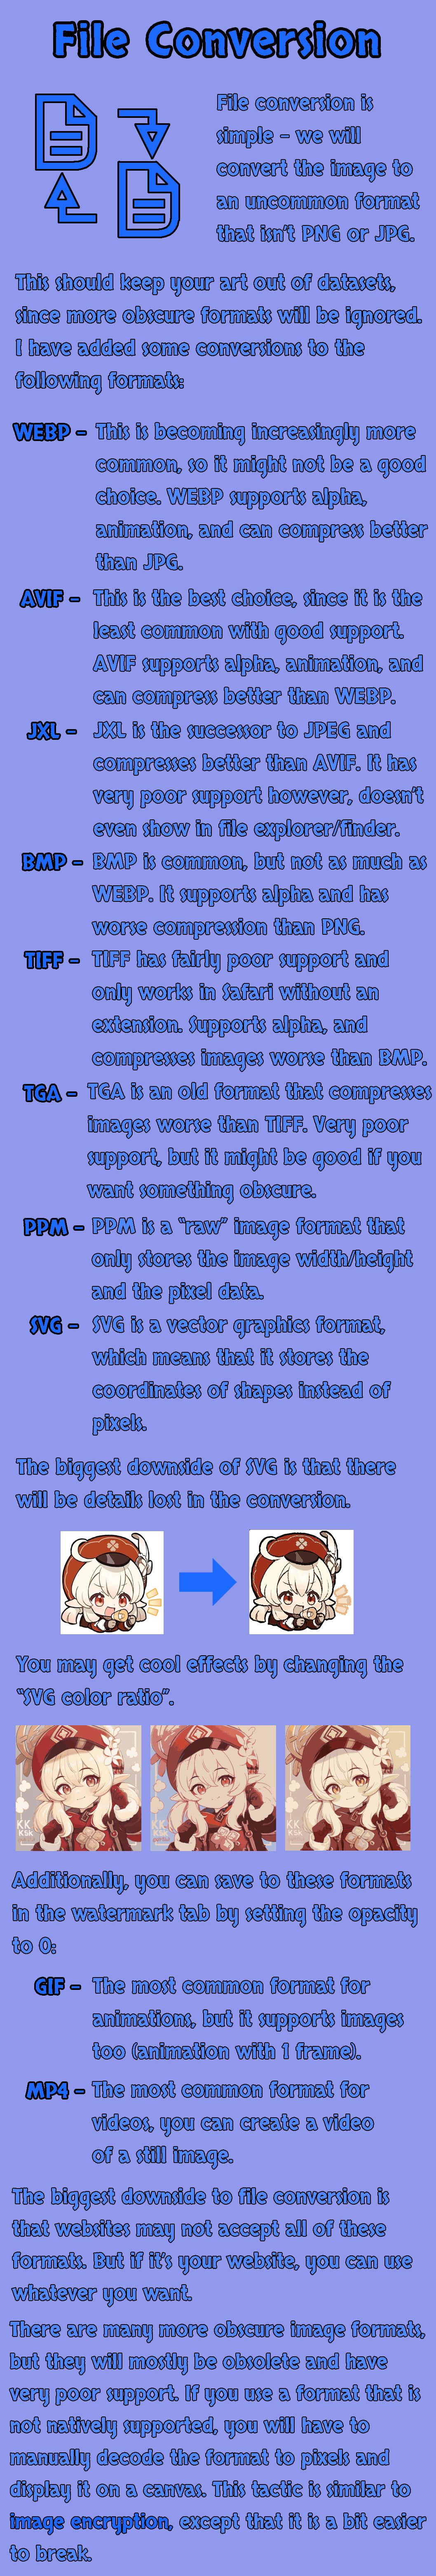 File Conversion
File conversion is
simple - we will
convert the image to
an uncommon format
that isn't PNG or JPG.
This should keep your art out of datasets,
since more obscure formats will be ignored.
I have added some conversions to the
following formats:
WEBP - This is becoming increasingly more
common, so it might not be a good
choice. WEBP supports alpha,
animation, and can compress better
than JPG.
AVIF - This is the best choice, since it is the
least common with good support.
AVIF supports alpha, animation, and
can compress better than WEBP.
JXL - JXL is the successor to JPEG and
compresses better than AVIF. It has
very poor support however, doesn't
even show in file explorer/finder.
BMP - BMP is common, but not as much as
WEBP. It supports alpha and has
worse compression than PNG.
TIFF - TIFF has fairly poor support and
only works in Safari without an
extension. Supports alpha, and
compresses images worse than BMP.
TGA - TGA is an old format that compresses
images worse than TIFF. Very poor
support, but it might be good if you
want something obscure.
PPM - PPM is a "raw" image format that
only stores the image width/height
and the pixel data.
SVG - SVG is a vector graphics format,
which means that it stores the
coordinates of shapes instead of
pixels.
The biggest downside of SVG is that there
will be details lost in the conversion.
You may get cool effects by changing the
"SVG color ratio".
KK
KSK
KK
KSK
KK
KSK
Additionally, you can save to these formats
in the watermark tab by setting the opacity
to 0:
GIF - The most common format for
animations, but it supports images
too (animation with 1 frame).
MP4 - The most common format for
videos, you can create a video
of a still image.
The biggest downside to file conversion is
that websites may not accept all of these
formats. But if it's your website, you can use
whatever you want.
There are many more obscure image formats,
but they will mostly be obsolete and have
very poor support. If you use a format that is
not natively supported, you will have to
manually decode the format to pixels and
display it on a canvas. This tactic is similar to
image encryption, except that it is a bit easier
to break.